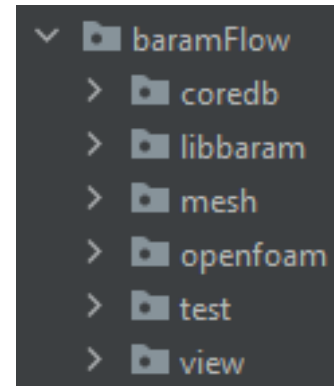 baramFlow
coredb
libbaram
mesh
openfoam
test
view